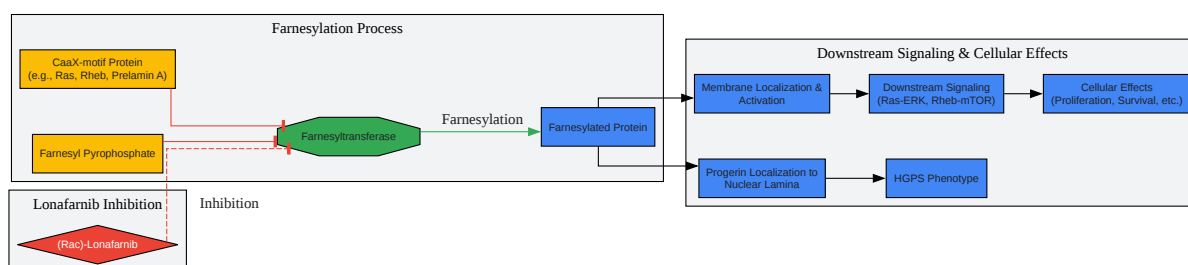 Farnesylation Process
CaaX-motif Protein
(e.g., Ras, Rheb, Prelamin A)
Farnesyl Pyrophosphate
Farnesyltransferase
Farnesylation
Farnesylated Protein
Downstream Signaling & Cellular Effects
Membrane Localization &
Activation
Downstream Signaling
(Ras-ERK, Rheb-mTOR)
Cellular Effects
(Proliferation, Survival, etc.)
Progerin Localization to
Nuclear Lamina
HGPS Phenotype
Lonafarnib Inhibition
Inhibition
(Rac)-Lonafarnib